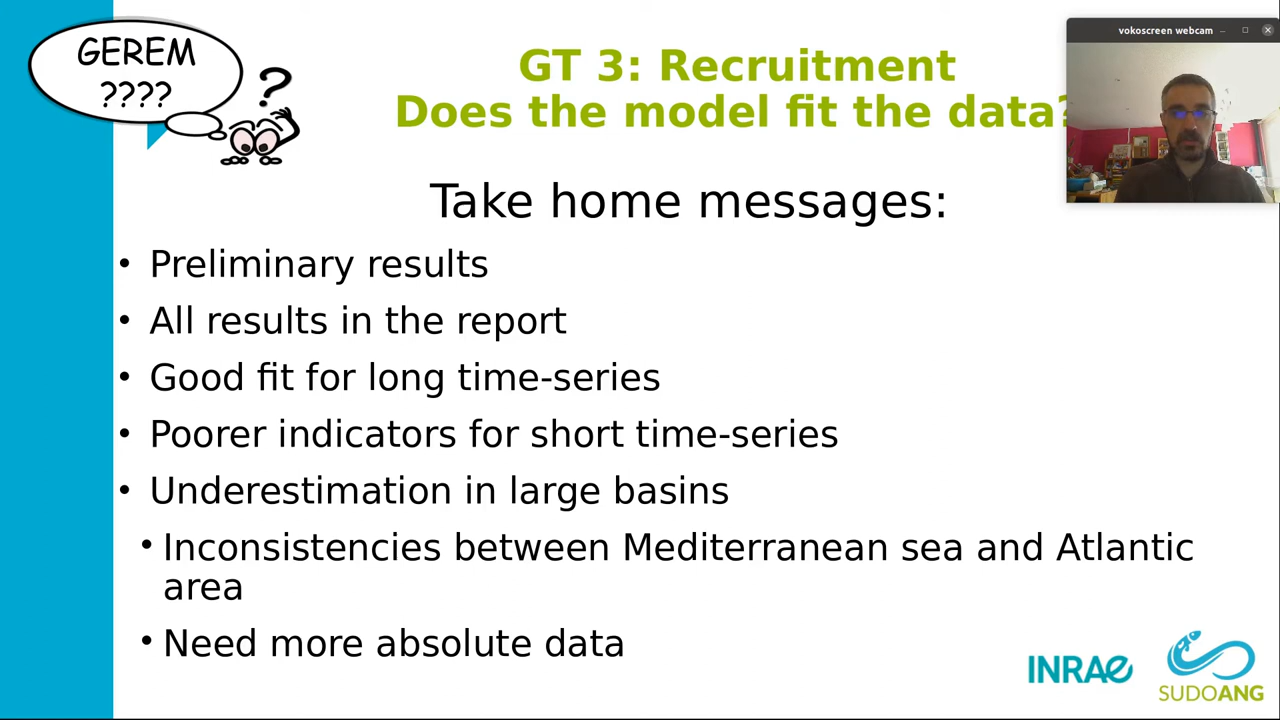 GEREM
????
?
GT 3: Recruitment
Does the model fit the data?
vokoscreen webcam
Take home messages:
• Preliminary results
• All results in the report
• Good fit for long time-series
• Poorer indicators for short time-series
• Underestimation in large basins
• Inconsistencies between Mediterranean sea and Atlantic
area
• Need more absolute data
INRAE
SUDOANG